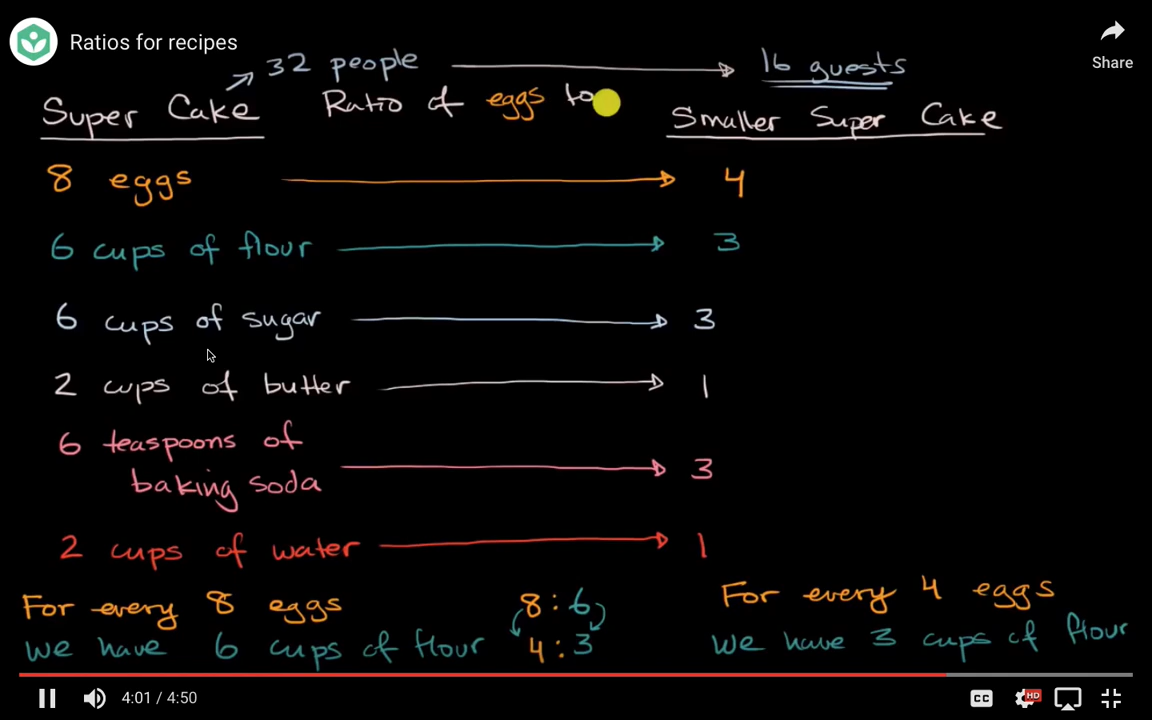 Ratios for recipes
Share
32 people 16 guests
Super Cake Ratio of eggs to Smaller Super Cake
8 eggs 4
6 cups of flour 3
6 cups of sugar 3
2 cups of butter 1
6 teaspoons of
baking soda 3
2 cups of water 1
For every 8 eggs 8:6 For every 4 eggs
we have 6 cups of flour 4:3 we have 3 cups of flour
4:01 / 4:50 CC HD